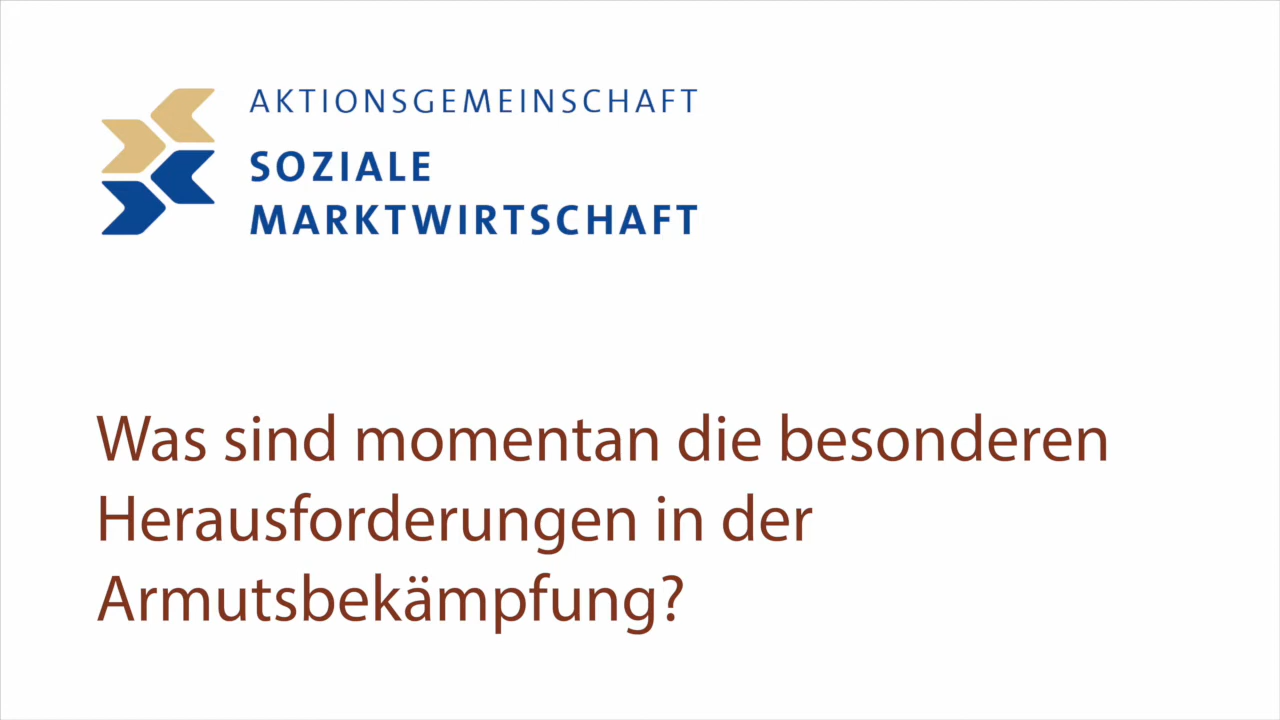 AKTIONSGEMEINSCHAFT
SOZIALE
MARKTWIRTSCHAFT
Was sind momentan die besonderen
Herausforderungen in der
Armutsbekämpfung?